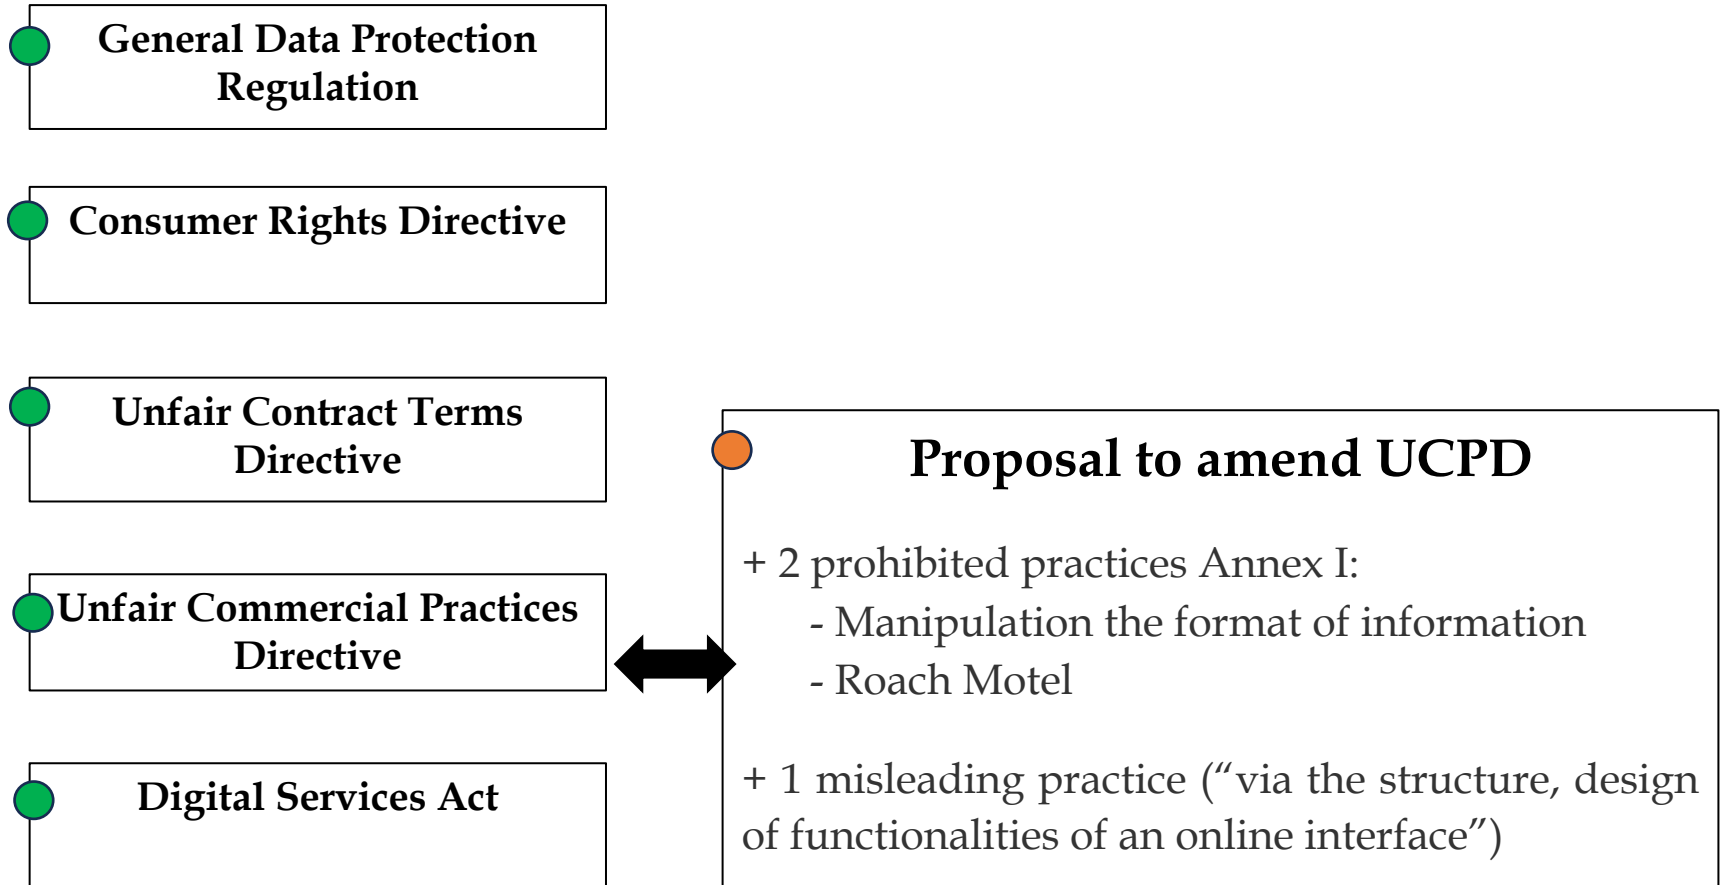 General Data Protection
Regulation
Consumer Rights Directive
Unfair Contract Terms
Directive
Unfair Commercial Practices
Directive
Digital Services Act
Proposal to amend UCPD
+ 2 prohibited practices Annex I:
- Manipulation the format of information
- Roach Motel
+ 1 misleading practice (“via the structure, design
of functionalities of an online interface”)